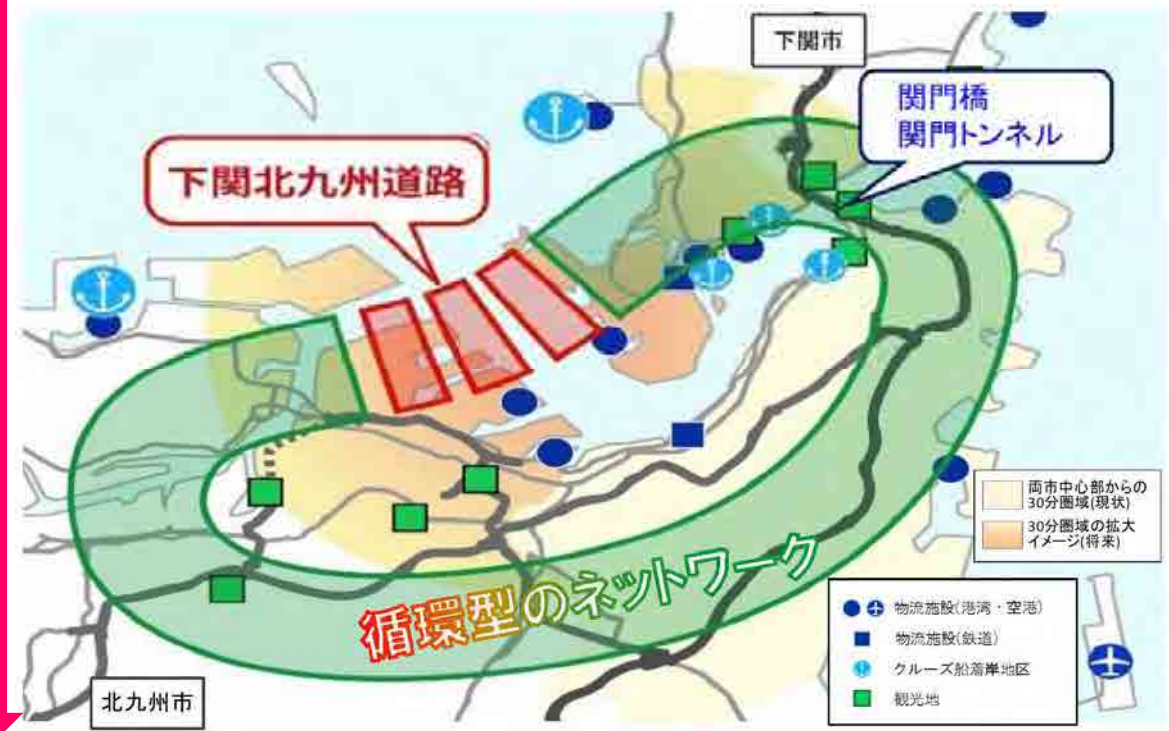 下関市
関門橋
関門トンネル
下関北九州道路
両市中心部からの
30分圏域(現状)
30分圏域の拡大
イメージ(将来)
循環型のネットワーク
物流施設(港湾・空港)
物流施設(鉄道)
クルーズ船着岸地区
観光地
北九州市